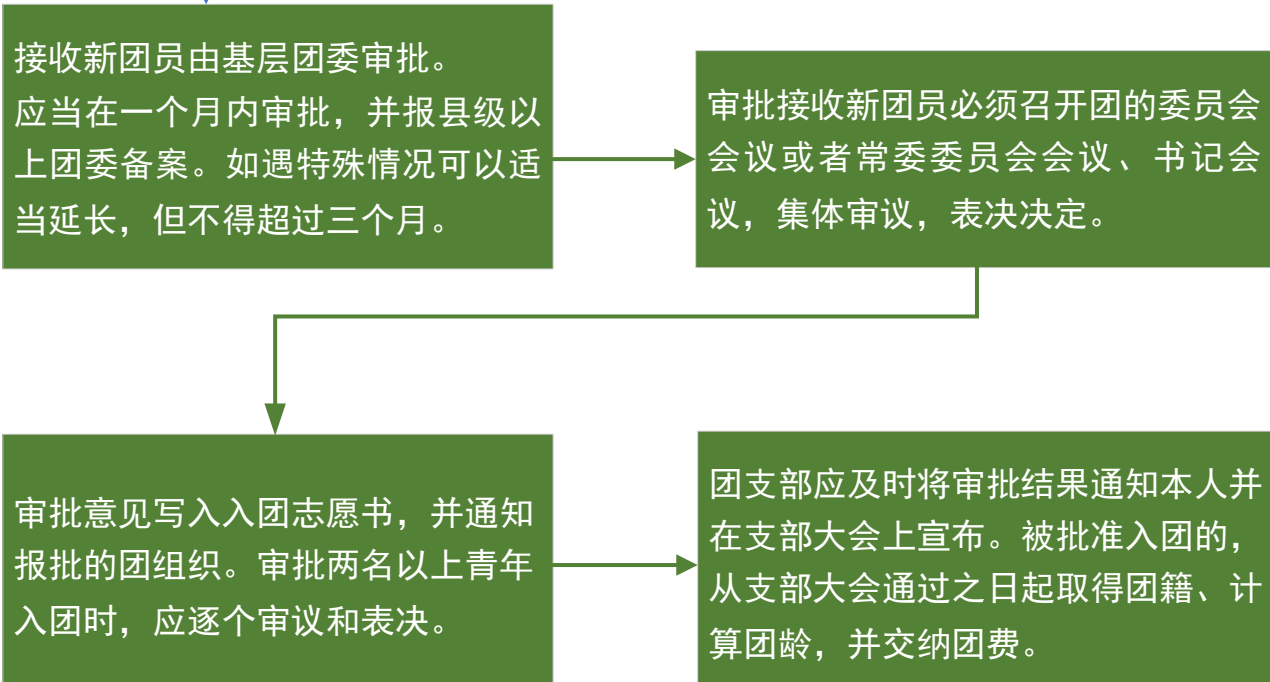 接收新团员由基层团委审批。
应当在一个月内审批，并报县级以
上团委备案。如遇特殊情况可以适
当延长，但不得超过三个月。
审批接收新团员必须召开团的委员会
会议或者常委委员会会议、书记会
议，集体审议，表决决定。
审批意见写入入团志愿书，并通知
报批的团组织。审批两名以上青年
入团时，应逐个审议和表决。
团支部应及时将审批结果通知本人并
在支部大会上宣布。被批准入团的，
从支部大会通过之日起取得团籍、计
算团龄，并交纳团费。